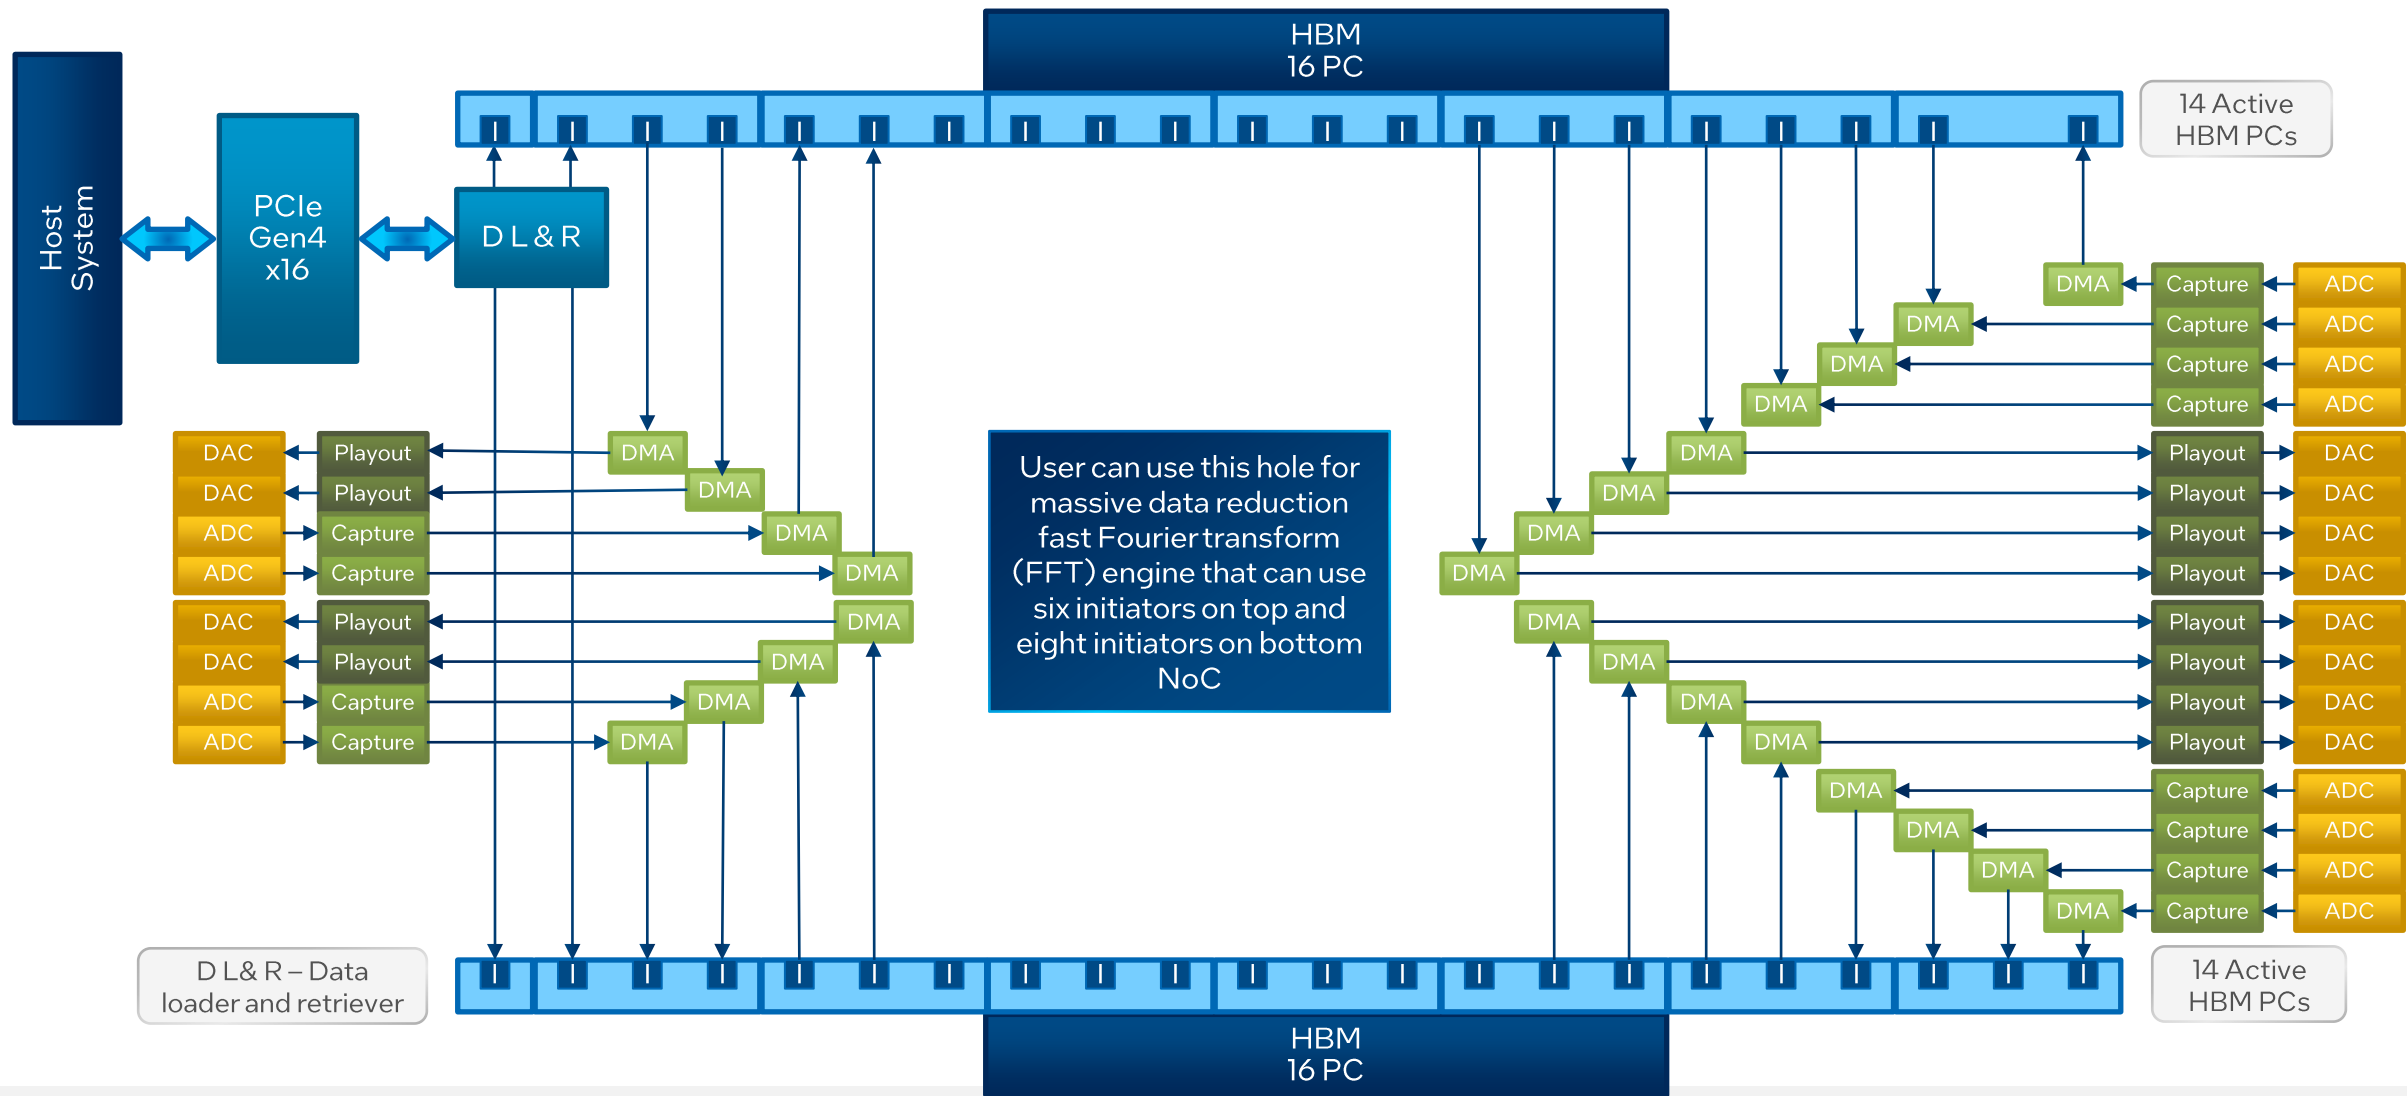 HBM
16 PC
14 Active
HBM PCs
I I I I I I I I I I I I I I I I I I I I I
Host
System
PCIe
Gen4
x16
D L & R
DMA Capture ADC
DMA Capture ADC
DMA Capture ADC
DMA Capture ADC
DAC Playout DMA
DAC Playout DMA
ADC Capture DMA
ADC Capture DMA
DAC Playout DMA
DAC Playout DMA
ADC Capture DMA
ADC Capture DMA
User can use this hole for
massive data reduction
fast Fourier transform
(FFT) engine that can use
six initiators on top and
eight initiators on bottom
NoC
DMA Playout DAC
DMA Playout DAC
DMA Playout DAC
DMA Playout DAC
DMA Playout DAC
DMA Playout DAC
DMA Playout DAC
DMA Playout DAC
DMA Capture ADC
DMA Capture ADC
DMA Capture ADC
DMA Capture ADC
D L& R – Data
loader and retriever
I I I I I I I I I I I I I I I I I I I I I I
14 Active
HBM PCs
HBM
16 PC